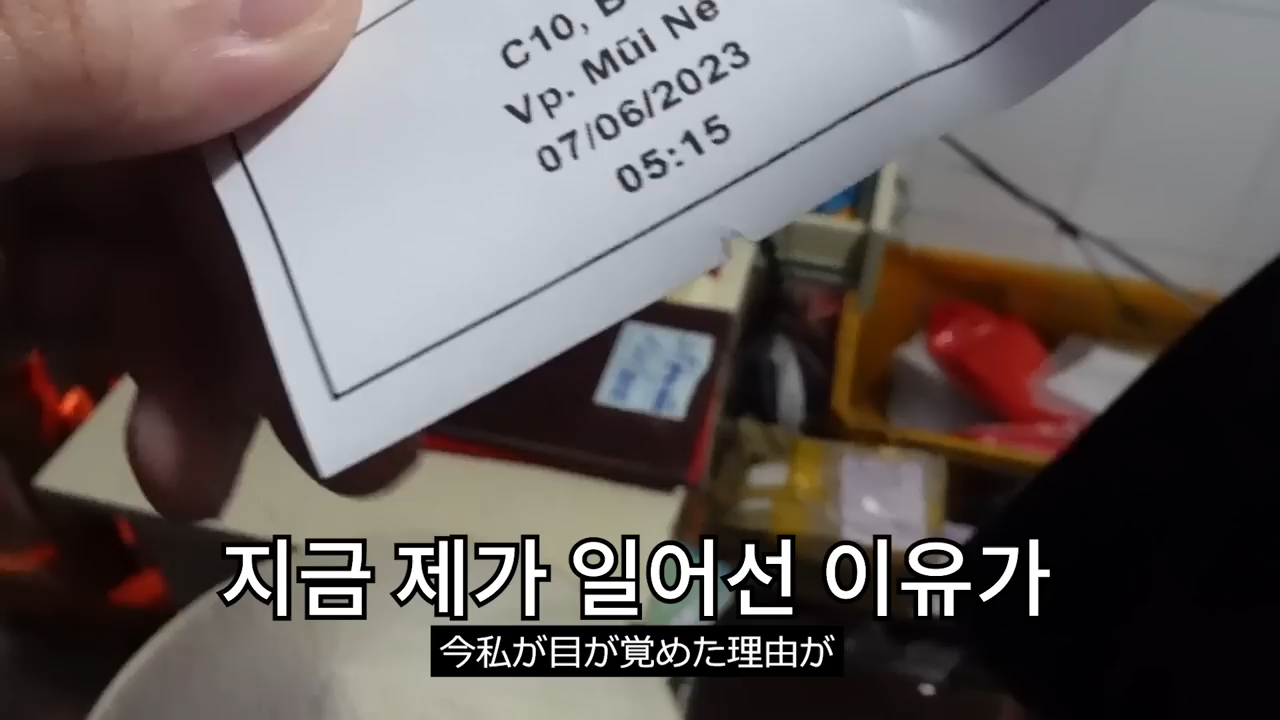 C10,
Vp. Mũi Né
07/06/2023
05:15
지금 제가 일어선 이유가
今私が目が覚めた理由が